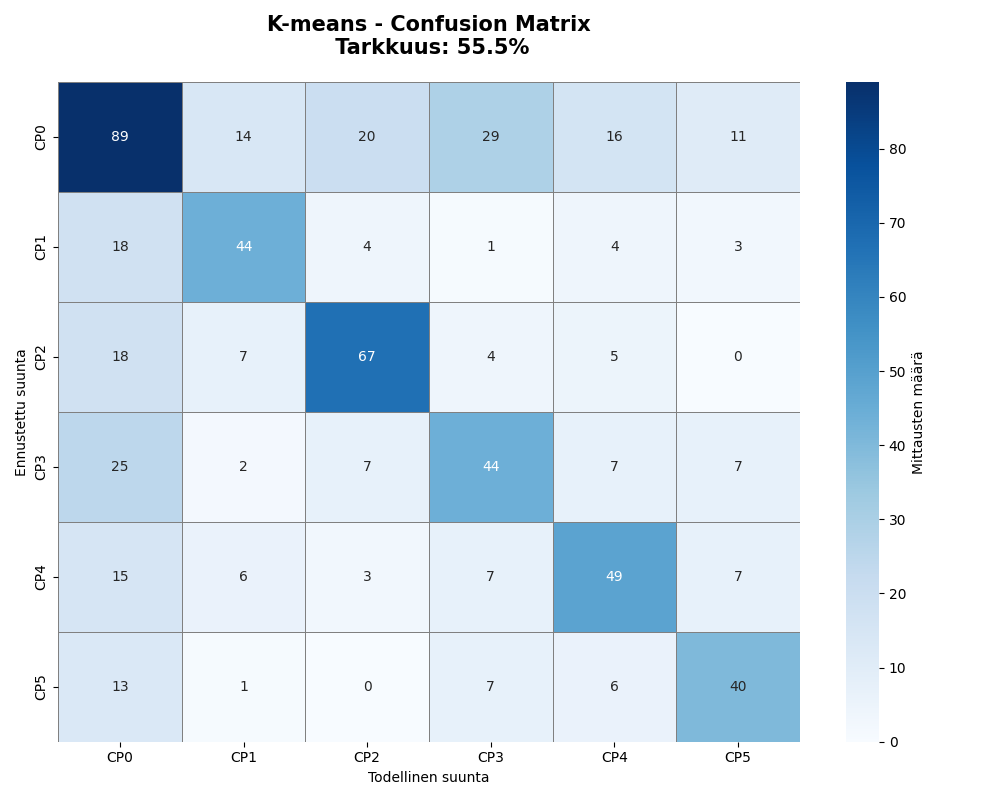 K-means - Confusion Matrix
Tarkkuus: 55.5%
CP0 89 14 20 29 16 11
CP1 18 44 4 1 4 3
CP2 18 7 67 4 5 0
CP3 25 2 7 44 7 7
CP4 15 6 3 7 49 7
CP5 13 1 0 7 6 40
CP0 CP1 CP2 CP3 CP4 CP5
Todellinen suunta
Ennustettu suunta
80
70
60
50
40
30
20
10
0
Mittausten määrä